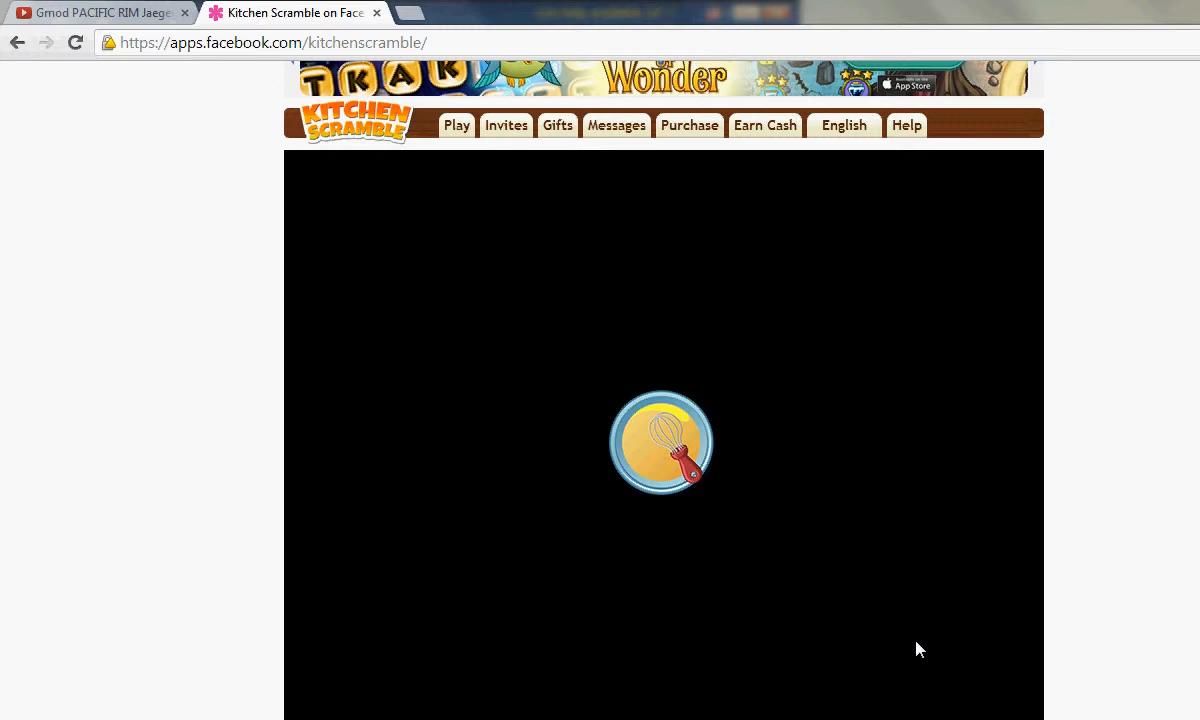 Gmod PACIFIC RIM Jaege
Kitchen Scramble on Face
https://apps.facebook.com/kitchenscramble/
T K A K
Wonder
App Store
KITCHEN
SCRAMBLE
Play
Invites
Gifts
Messages
Purchase
Earn Cash
English
Help